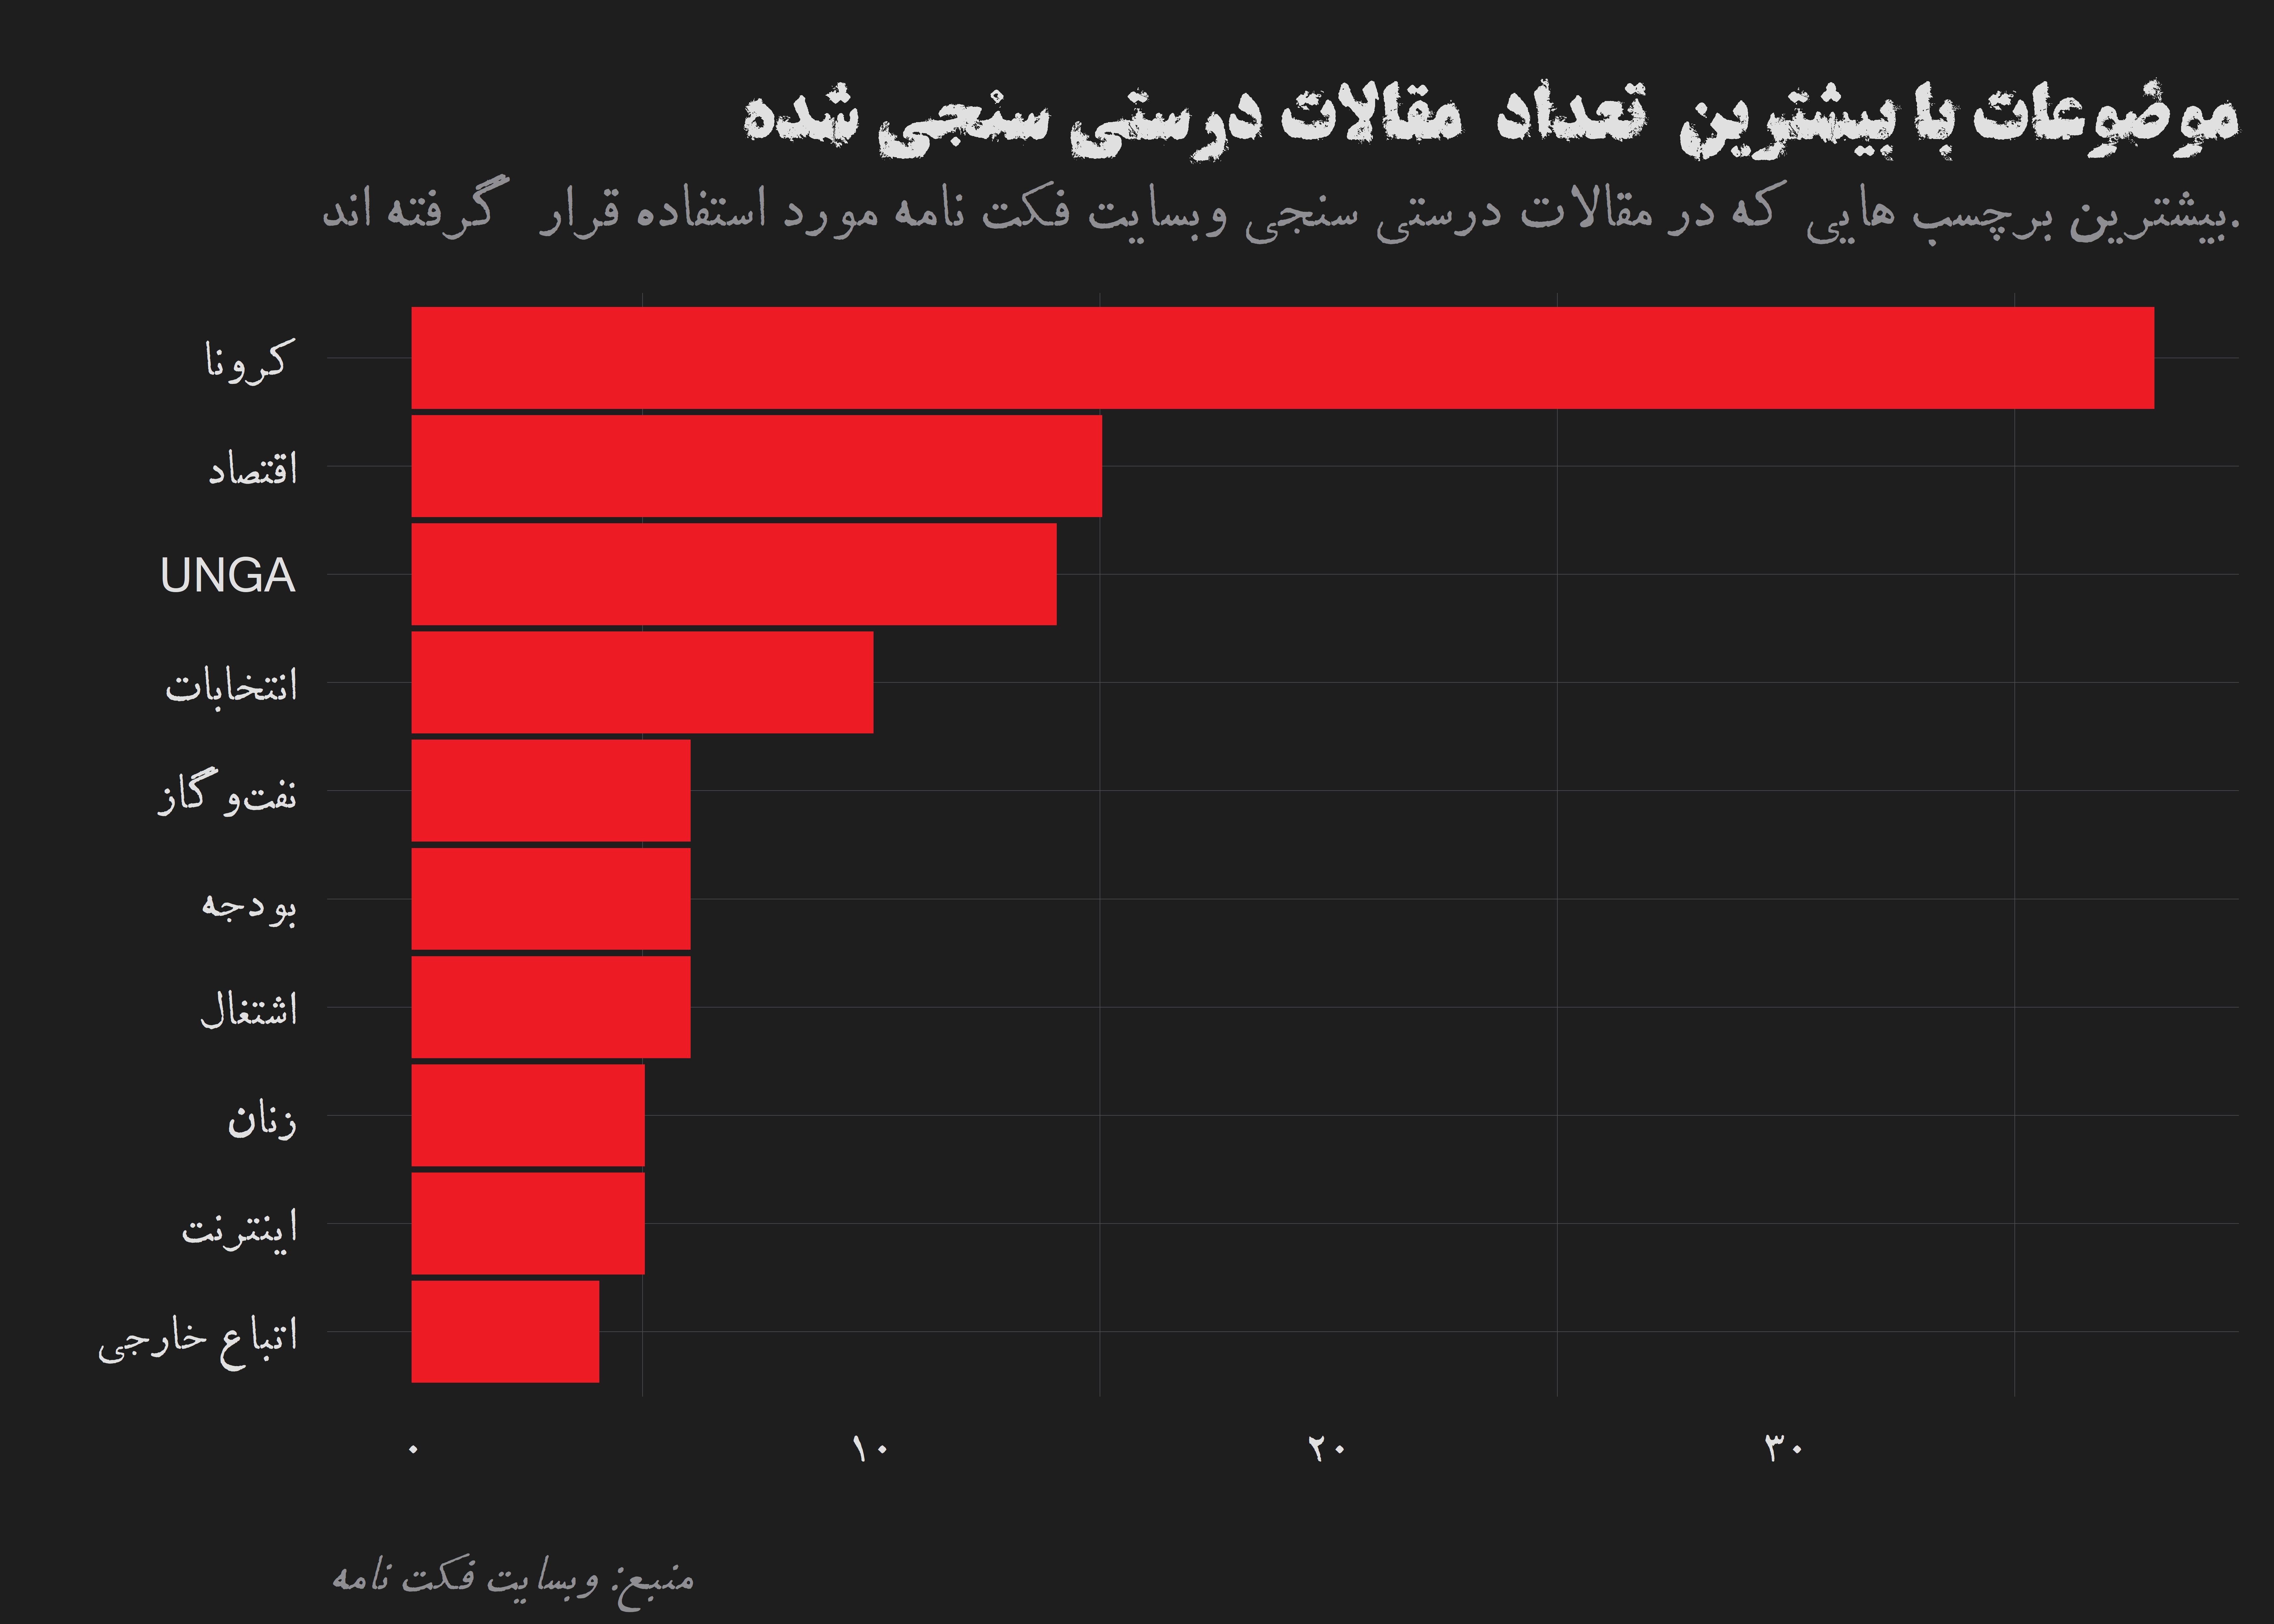 موضوعات با بیشترین تعداد مقالات درستی سنجی شده
.بیشترین برچسب هایی که در مقالات درستی سنجی وبسایت فکت نامه مورد استفاده قرار گرفته اند
کرونا
اقتصاد
UNGA
انتخابات
نفت‌و گاز
بودجه
اشتغال
زنان
اینترنت
اتباع خارجی
۰ ۱۰ ۲۰ ۳۰
منبع: وبسایت فکت نامه